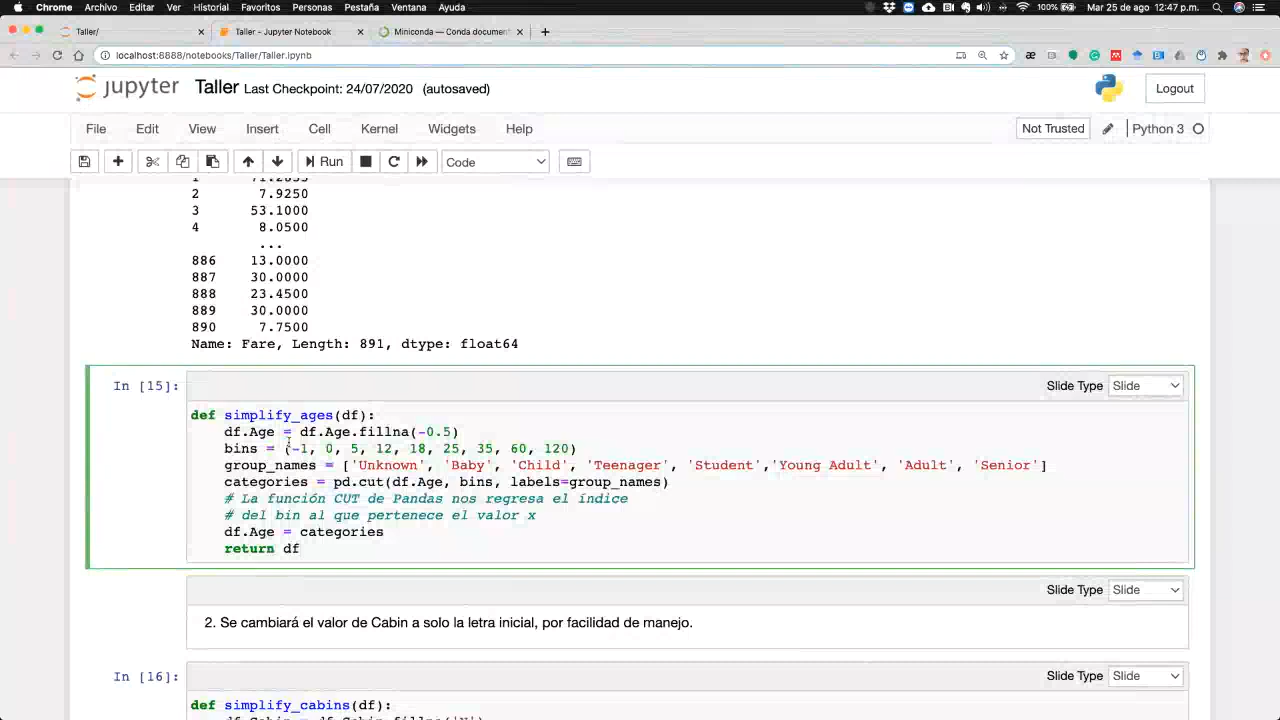 Chrome Archivo Editar Ver Historial Favoritos Personas Pestaña Ventana Ayuda 100% Mar 25 de ago 12:47 p.m.
Taller/ Taller - Jupyter Notebook Miniconda — Conda document
localhost:8888/notebooks/Taller/Taller.ipynb
jupyter Taller Last Checkpoint: 24/07/2020 (autosaved) Logout
File Edit View Insert Cell Kernel Widgets Help Not Trusted Python 3
Run Code
1 71.2833
2 7.9250
3 53.1000
4 8.0500
...
886 13.0000
887 30.0000
888 23.4500
889 30.0000
890 7.7500
Name: Fare, Length: 891, dtype: float64
In [15]: Slide Type Slide
def simplify_ages(df):
df.Age = df.Age.fillna(-0.5)
bins = (-1, 0, 5, 12, 18, 25, 35, 60, 120)
group_names = ['Unknown', 'Baby', 'Child', 'Teenager', 'Student','Young Adult', 'Adult', 'Senior']
categories = pd.cut(df.Age, bins, labels=group_names)
# La función CUT de Pandas nos regresa el índice
# del bin al que pertenece el valor x
df.Age = categories
return df
Slide Type Slide
2. Se cambiará el valor de Cabin a solo la letra inicial, por facilidad de manejo.
In [16]: Slide Type Slide
def simplify_cabins(df):
df.Cabin = df.Cabin.fillna('N')